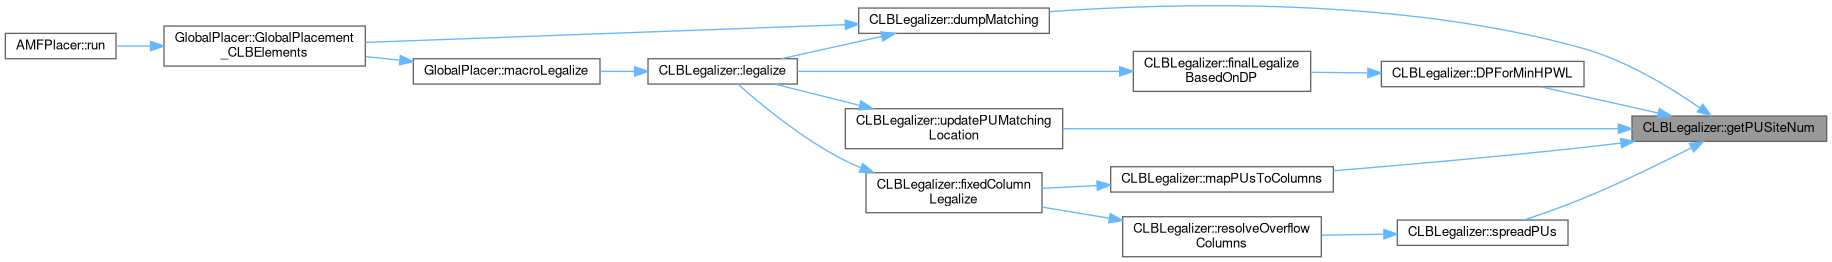 AMFPlacer::run
GlobalPlacer::GlobalPlacement
_CLBElements
GlobalPlacer::macroLegalize
CLBLegalizer::legalize
CLBLegalizer::dumpMatching
CLBLegalizer::finalLegalize
BasedOnDP
CLBLegalizer::DPForMinHPWL
CLBLegalizer::updatePUMatching
Location
CLBLegalizer::getPUSiteNum
CLBLegalizer::fixedColumn
Legalize
CLBLegalizer::mapPUsToColumns
CLBLegalizer::resolveOverflow
Columns
CLBLegalizer::spreadPUs